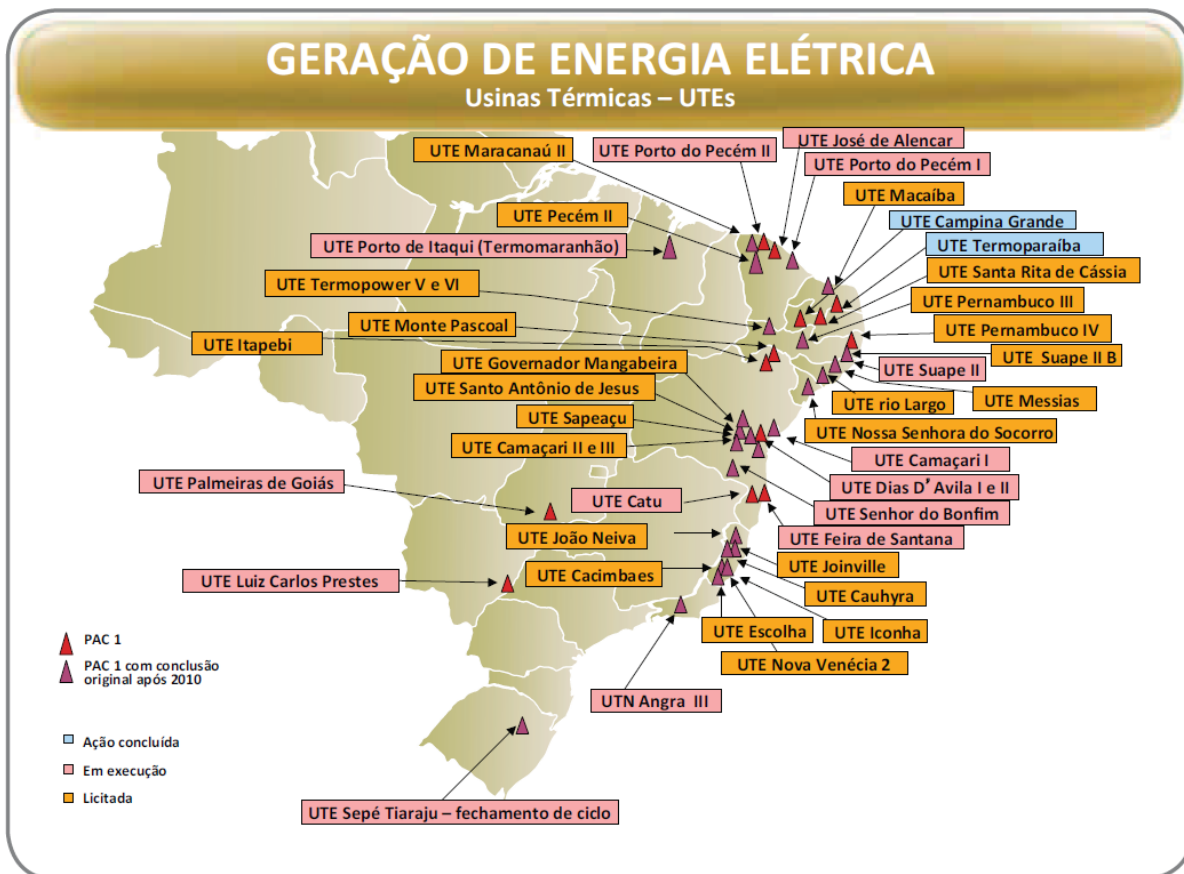 GERAÇÃO DE ENERGIA ELÉTRICA
Usinas Térmicas – UTEs
UTE José de Alencar
UTE Maracanaú II
UTE Porto do Pecém II
UTE Porto do Pecém I
UTE Macaíba
UTE Pecém II
UTE Campina Grande
UTE Porto de Itaqui (Termomaranhão)
UTE Termoparaíba
UTE Santa Rita de Cássia
UTE Termopower V e VI
UTE Pernambuco III
UTE Monte Pascoal
UTE Pernambuco IV
UTE Itapebi
UTE Governador Mangabeira
UTE Suape II B
UTE Suape II
UTE Santo Antônio de Jesus
UTE rio Largo
UTE Messias
UTE Sapeaçu
UTE Nossa Senhora do Socorro
UTE Camaçari II e III
UTE Camaçari I
UTE Palmeiras de Goiás
UTE Dias D’ Avila I e II
UTE Catu
UTE Senhor do Bonfim
UTE João Neiva
UTE Feira de Santana
UTE Joinville
UTE Luiz Carlos Prestes
UTE Cacimbaes
UTE Cauhyra
UTE Escolha
UTE Iconha
UTE Nova Venécia 2
PAC 1
PAC 1 com conclusão
original após 2010
UTN Angra III
Ação concluída
Em execução
Licitada
UTE Sepé Tiaraju – fechamento de ciclo